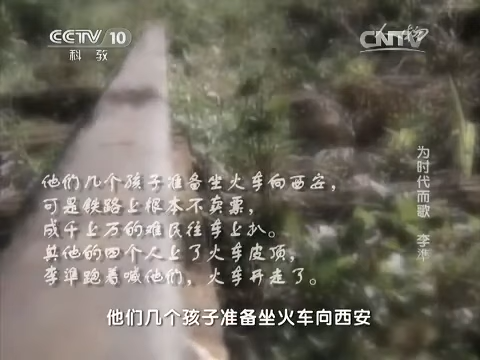 CCTV 10
科教
人物
CNTV
为时代而歌 李準
他们几个孩子准备坐火车向西安，
可是铁路上根本不卖票，
成千上万的难民往车上扒。
其他的四个人上了火车皮顶，
李準跑着喊他们，火车开走了。
他们几个孩子准备坐火车向西安